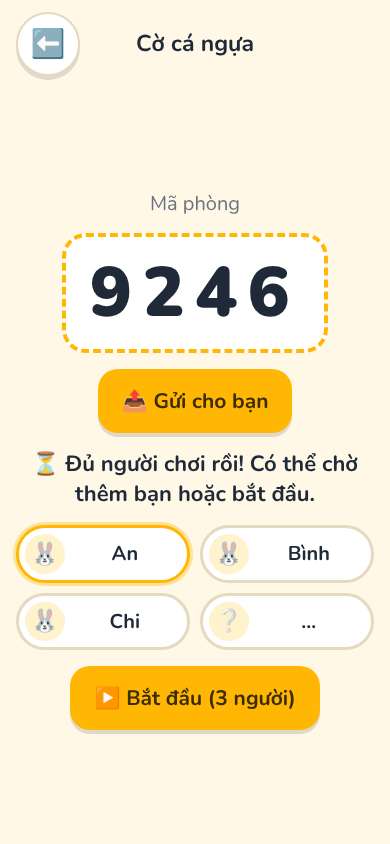 Cờ cá ngựa
Mã phòng
9246
Gửi cho bạn
Đủ người chơi rồi! Có thể chờ
thêm bạn hoặc bắt đầu.
An
Bình
Chi
...
Bắt đầu (3 người)